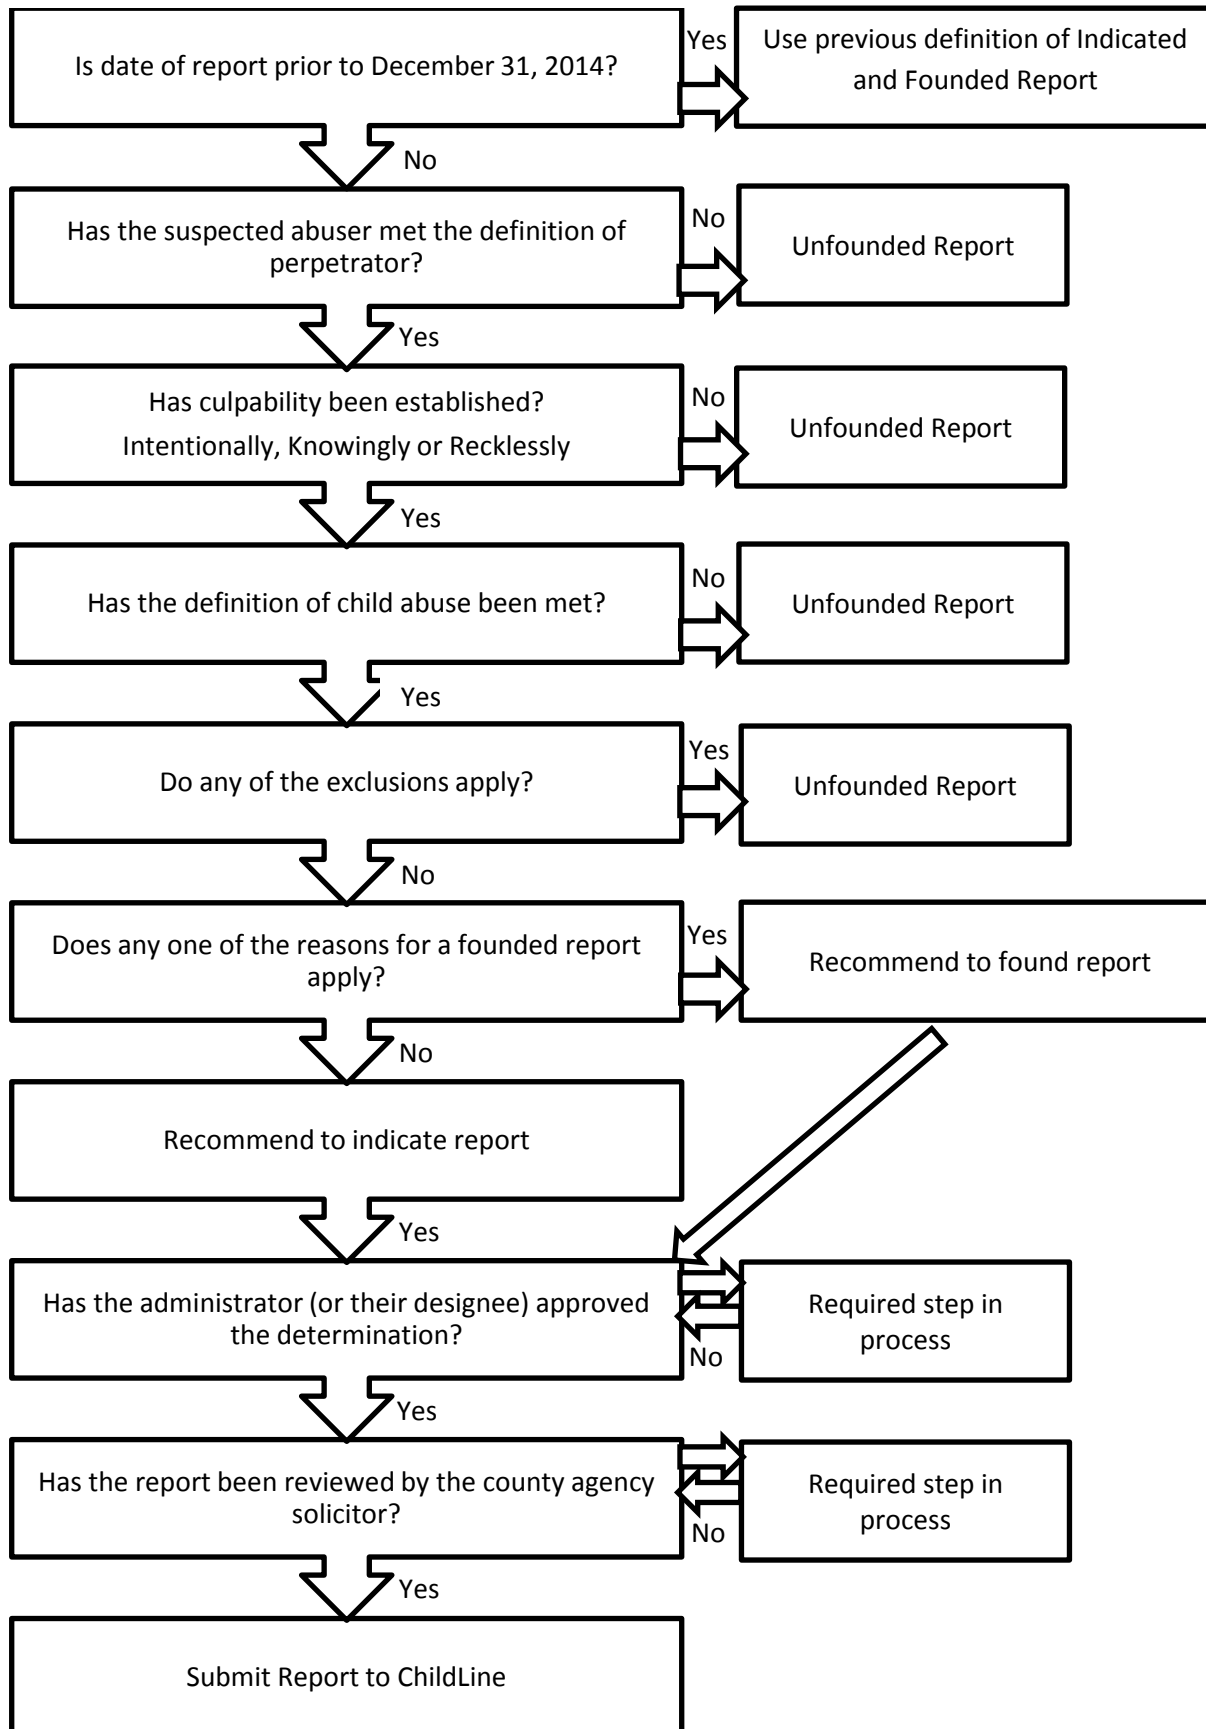 Is date of report prior to December 31, 2014?
Yes
Use previous definition of Indicated
and Founded Report
No
Has the suspected abuser met the definition of
perpetrator?
No
Unfounded Report
Yes
Has culpability been established?
Intentionally, Knowingly or Recklessly
No
Unfounded Report
Yes
Has the definition of child abuse been met?
No
Unfounded Report
Yes
Do any of the exclusions apply?
Yes
Unfounded Report
No
Does any one of the reasons for a founded report
apply?
Yes
Recommend to found report
No
Recommend to indicate report
Yes
Has the administrator (or their designee) approved
the determination?
No
Required step in
process
Yes
Has the report been reviewed by the county agency
solicitor?
No
Required step in
process
Yes
Submit Report to ChildLine